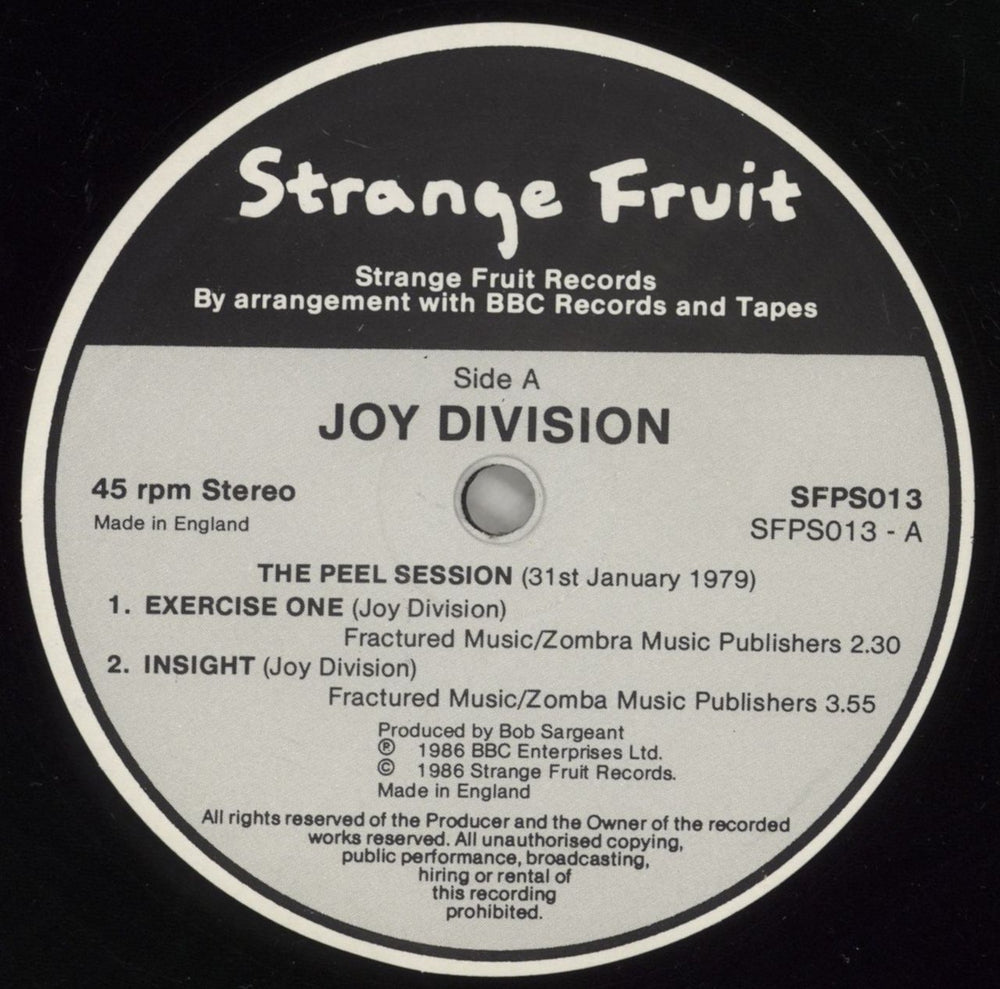 Strange Fruit
Strange Fruit Records
By arrangement with BBC Records and Tapes
Side A
JOY DIVISION
45 rpm Stereo
Made in England
SFPS013
SFPS013 - A
THE PEEL SESSION (31st January 1979)
1. EXERCISE ONE (Joy Division)
Fractured Music/Zombra Music Publishers 2.30
2. INSIGHT (Joy Division)
Fractured Music/Zomba Music Publishers 3.55
Produced by Bob Sargeant
Ⓡ 1986 BBC Enterprises Ltd.
© 1986 Strange Fruit Records.
Made in England
All rights reserved of the Producer and the Owner of the recorded
works reserved. All unauthorised copying,
public performance, broadcasting,
hiring or rental of
this recording
prohibited.